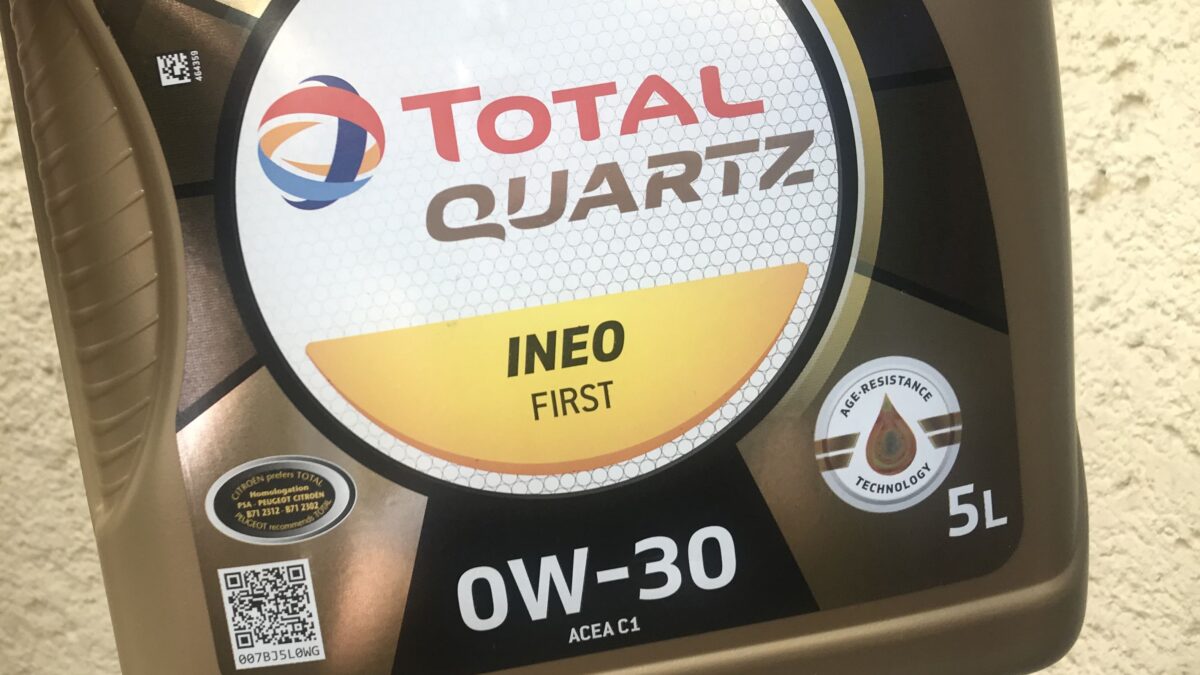 464359
TOTAL
QUARTZ
INEO
FIRST
AGE-RESISTANCE
TECHNOLOGY
5L
CITROËN prefers TOTAL
Homologation
PSA - PEUGEOT CITROËN
B71 2312 - B71 2302
PEUGEOT recommends TOTAL
0W-30
ACEA C1
007BJ5L0WG